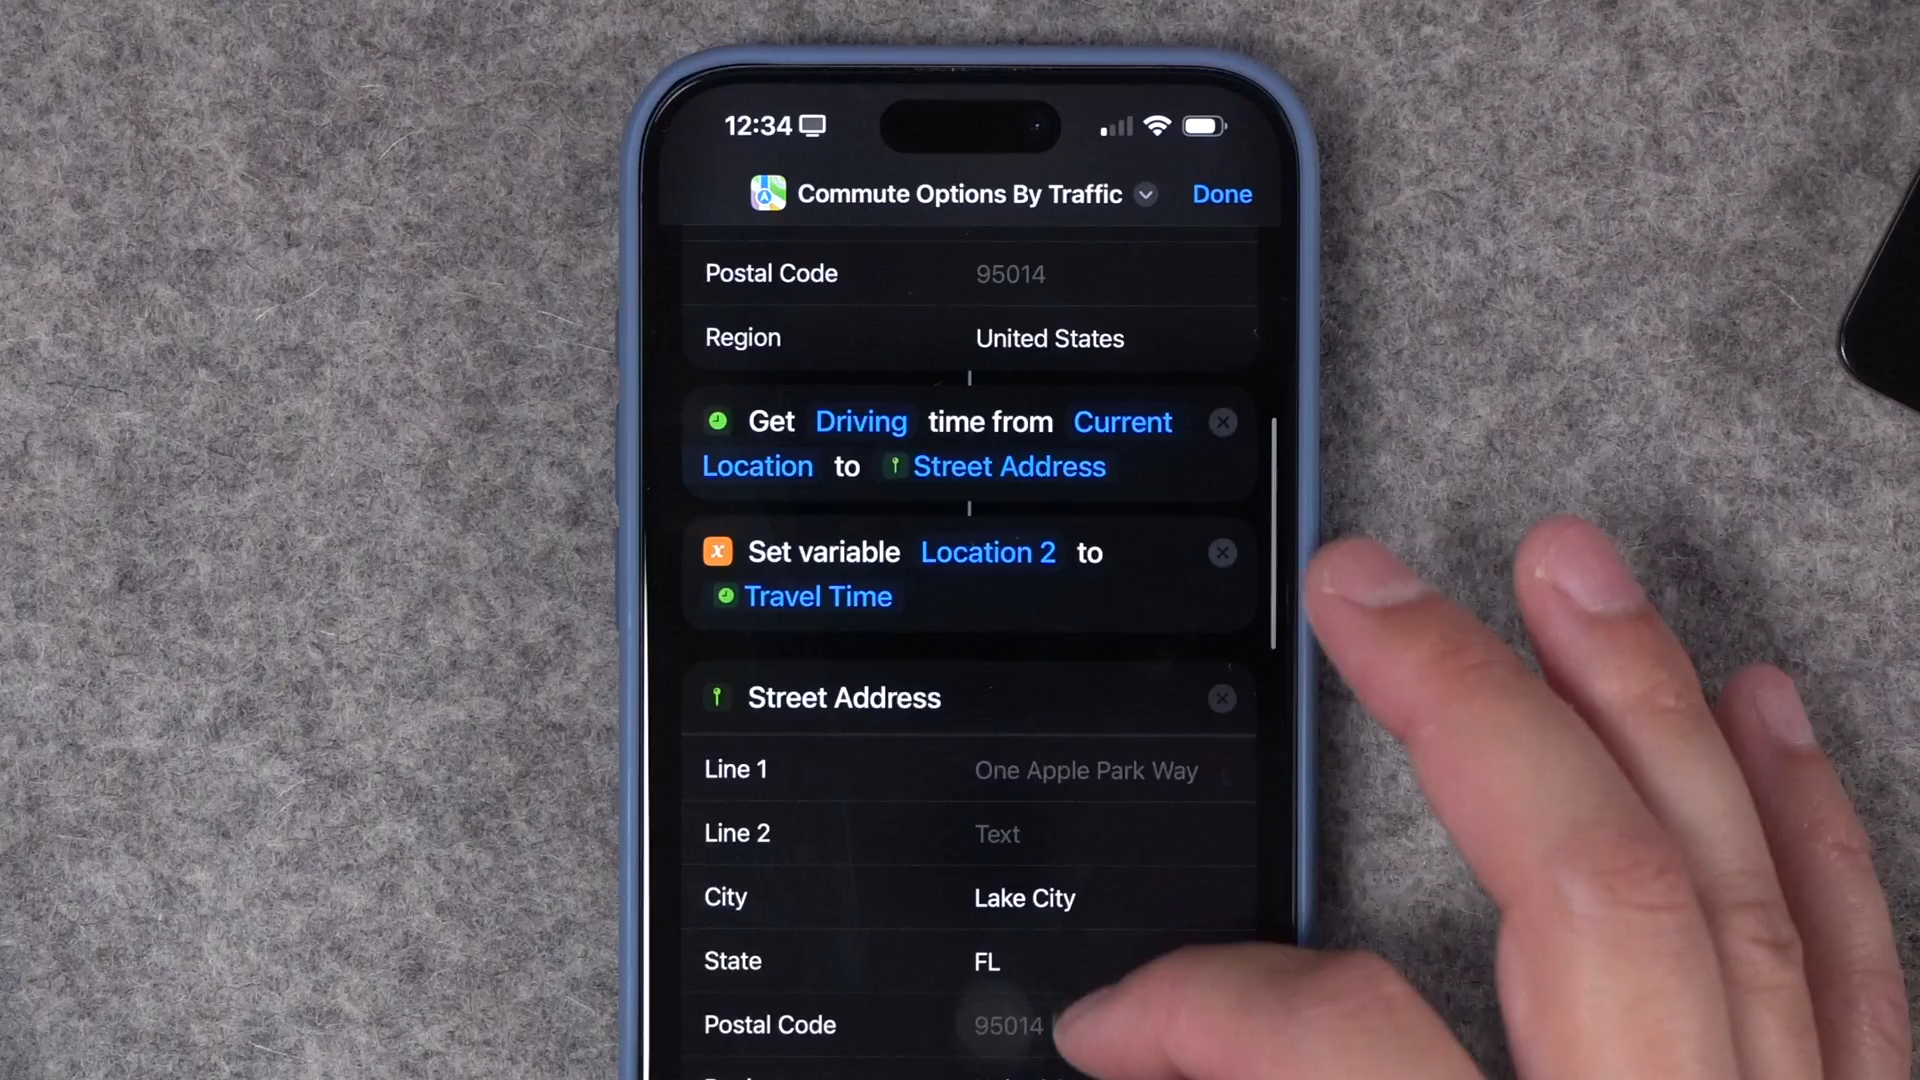 12:34
Commute Options By Traffic
Done
Postal Code 95014
Region United States
Get Driving time from Current
Location to Street Address
x Set variable Location 2 to
Travel Time
Street Address
Line 1 One Apple Park Way
Line 2 Text
City Lake City
State FL
Postal Code 95014